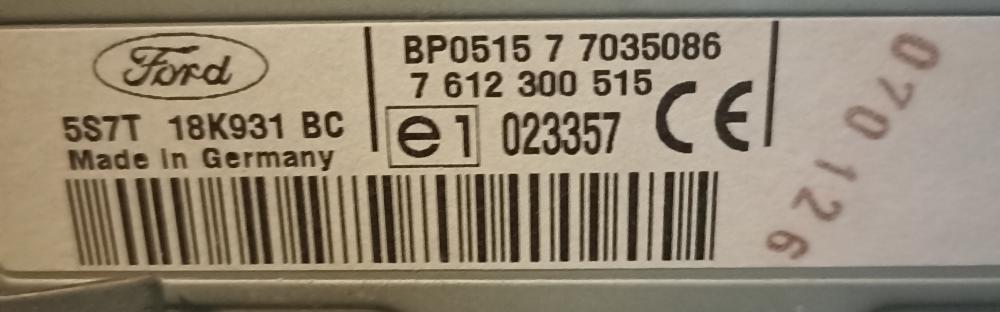 Ford
5S7T 18K931 BC
Made in Germany
BP0515 7 7035086
7 612 300 515
e1 023357 CE
070126